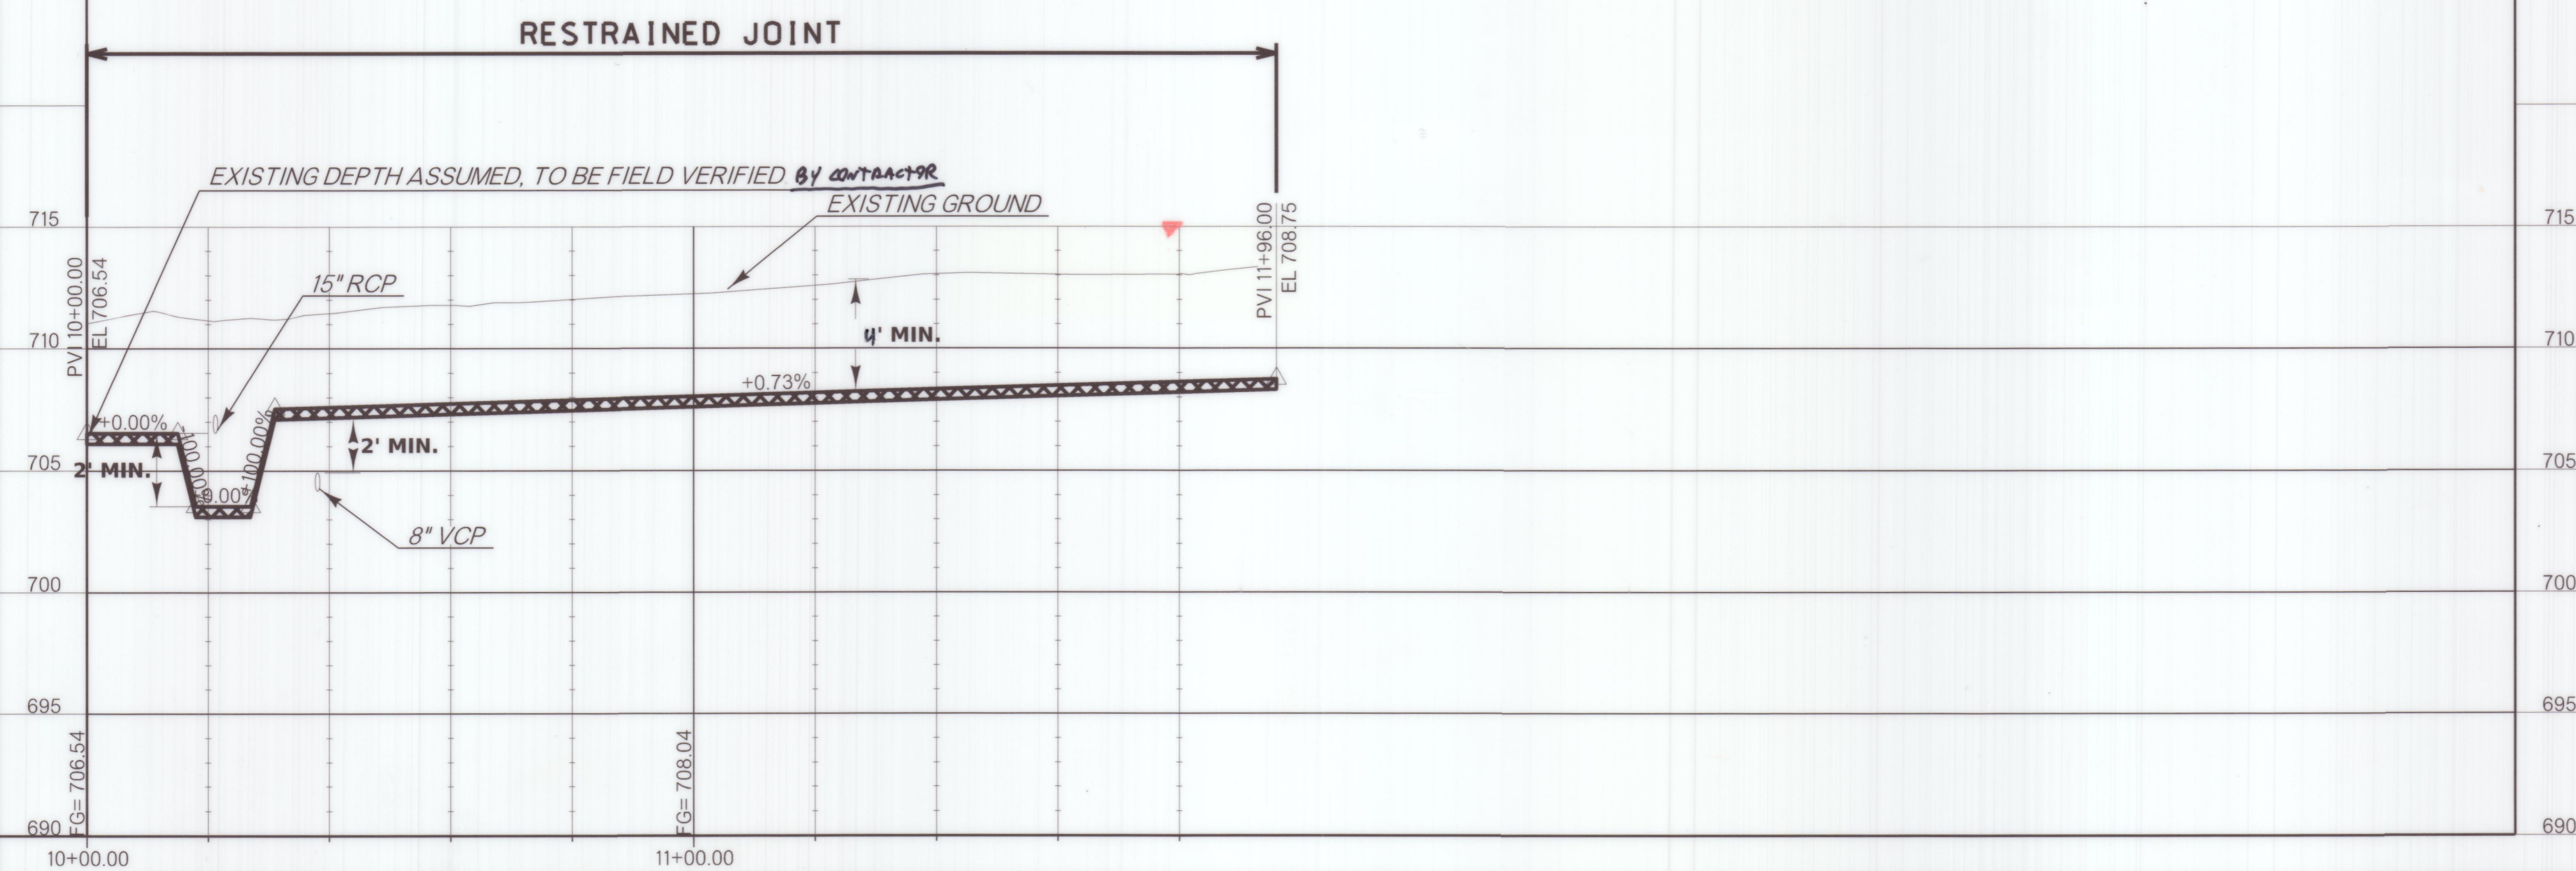 RESTRAINED JOINT
EXISTING DEPTH ASSUMED, TO BE FIELD VERIFIED BY CONTRACTOR
EXISTING GROUND
715
715
PVI 10+00.00
EL 706.54
15" RCP
PVI 11+96.00
EL 708.75
710
710
4' MIN.
+0.73%
+0.00%
-100.00%
+100.00%
2' MIN.
705
2' MIN.
705
0.00%
8" VCP
700
700
695
695
FG= 706.54
FG= 708.04
690
690
10+00.00
11+00.00